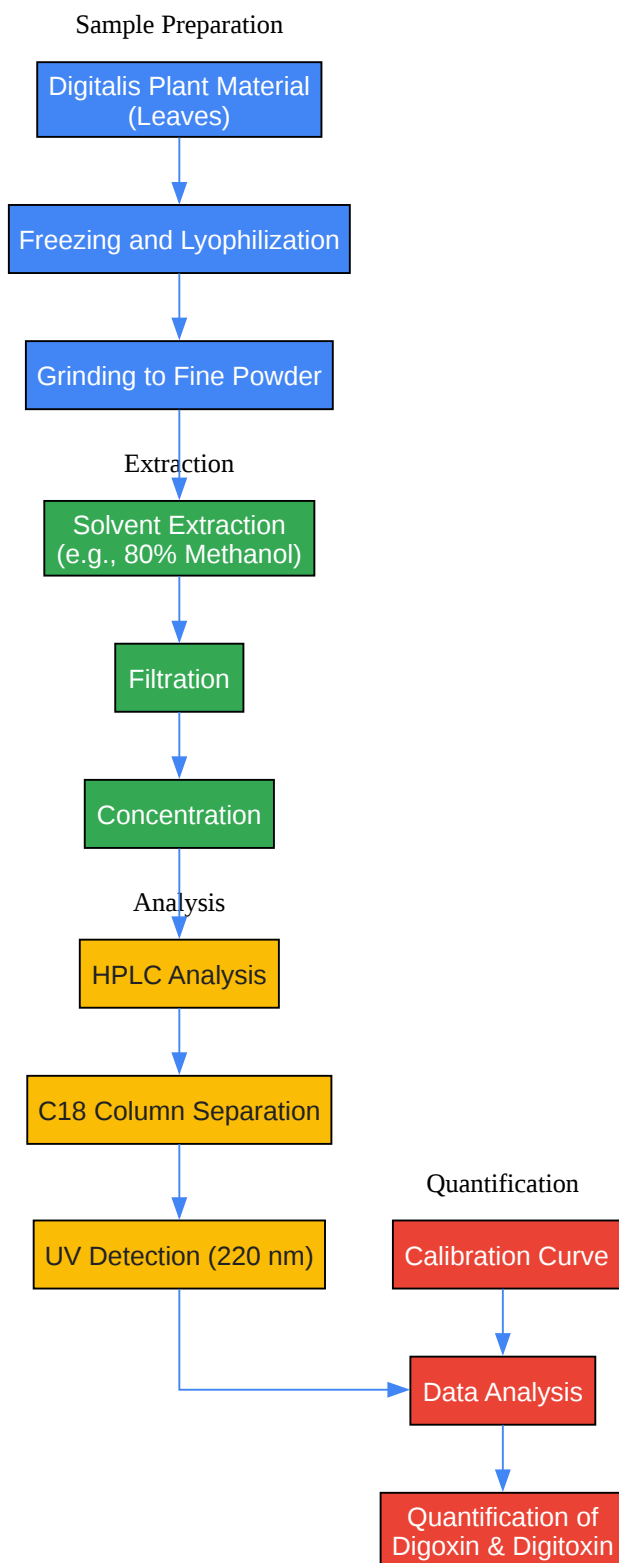 Sample Preparation
Digitalis Plant Material
(Leaves)
Freezing and Lyophilization
Grinding to Fine Powder
Extraction
Solvent Extraction
(e.g., 80% Methanol)
Filtration
Concentration
Analysis
HPLC Analysis
C18 Column Separation
UV Detection (220 nm)
Quantification
Calibration Curve
Data Analysis
Quantification of
Digoxin & Digitoxin